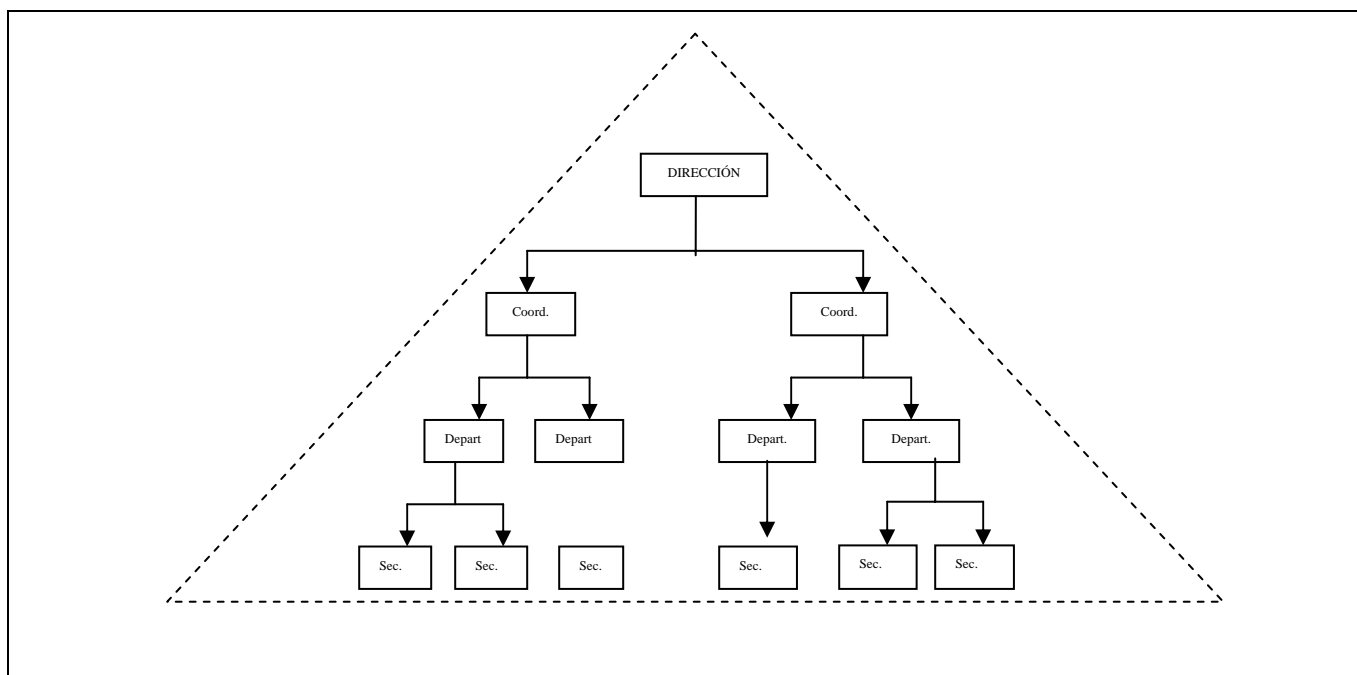 DIRECCIÓN
Coord.
Coord.
Depart
Depart
Depart.
Depart.
Sec.
Sec.
Sec.
Sec.
Sec.
Sec.